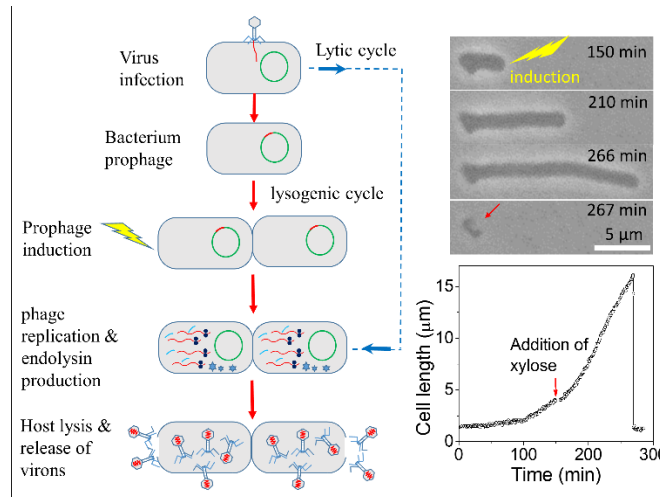 Virus
infection
Lytic cycle
Bacterium
prophage
lysogenic cycle
Prophage
induction
phage
replication &
endolysin
production
Host lysis &
release of
virons
150 min
induction
210 min
266 min
267 min
5 μm
Cell length (μm)
15
10
5
0
Addition of
xylose
0 100 200 300
Time (min)